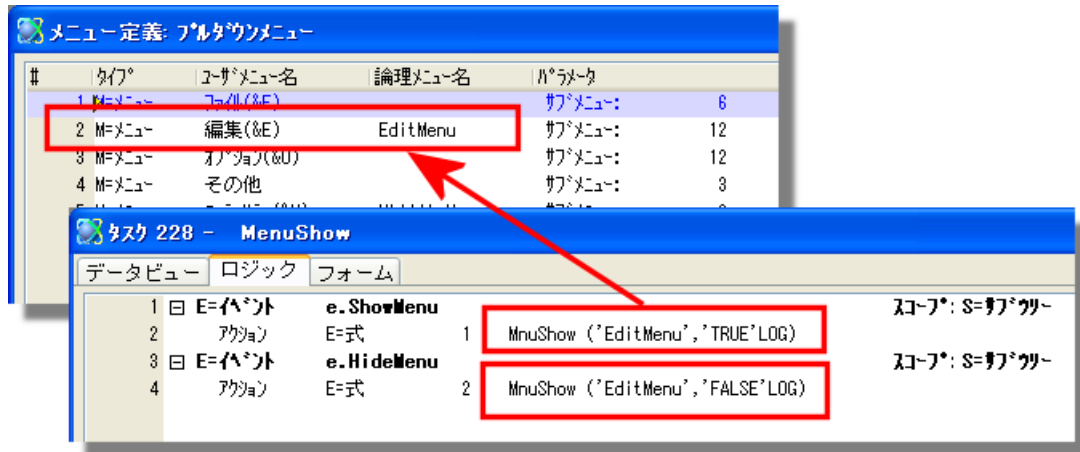 メニュー定義: プルダウンメニュー
# タイプ ユーザメニュー名 論理メニュー名 パラメータ
1 M=メニュー ファイル(&E) サブメニュー: 6
2 M=メニュー 編集(&E) EditMenu サブメニュー: 12
3 M=メニュー オプション(&O) サブメニュー: 12
4 M=メニュー その他 サブメニュー: 3
タスク 228 - MenuShow
データビュー ロジック フォーム
1 E=イベント e.ShowMenu スコープ: S=サブツリー
2 アクション E=式 1 MnuShow ('EditMenu','TRUE'LOG)
3 E=イベント e.HideMenu スコープ: S=サブツリー
4 アクション E=式 2 MnuShow ('EditMenu','FALSE'LOG)